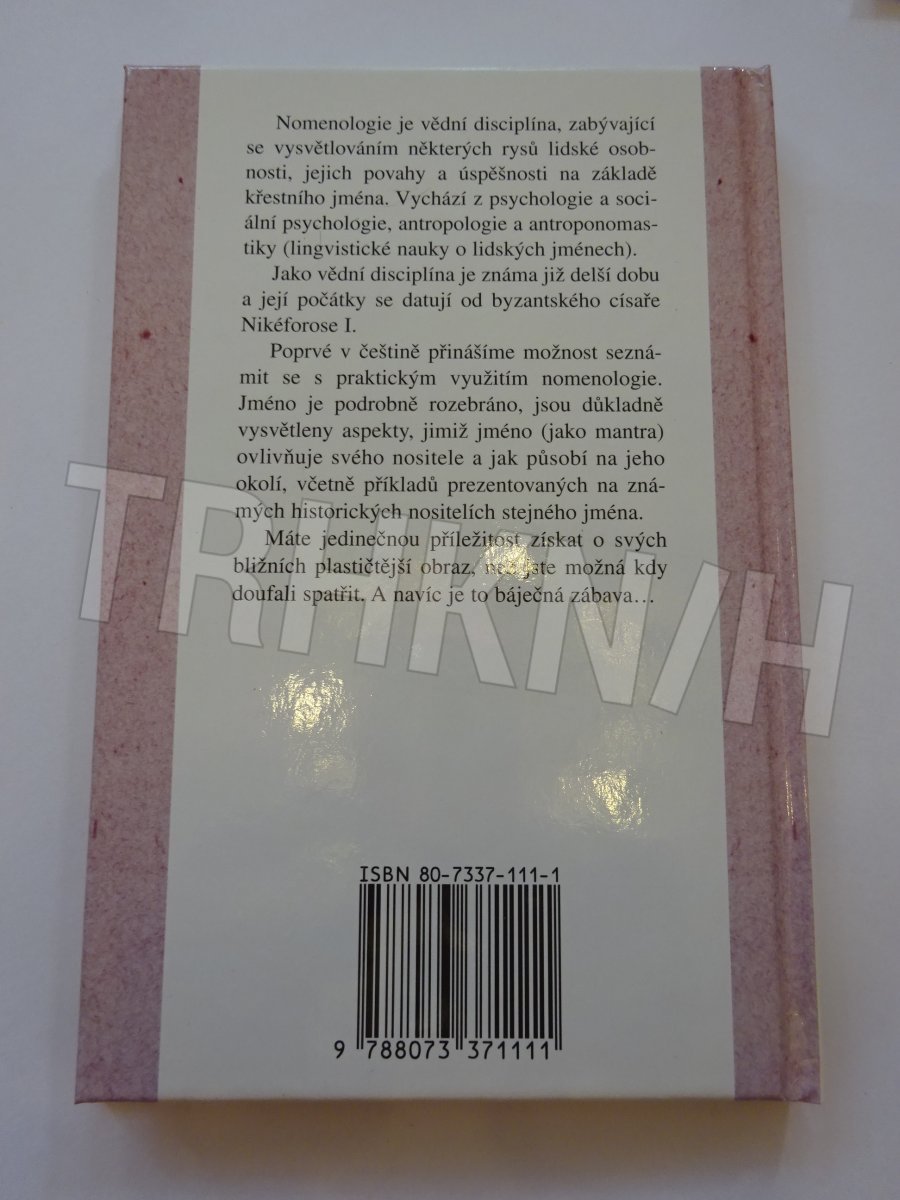 Nomenologie je vědní disciplína, zabývající
se vysvětlováním některých rysů lidské osob-
nosti, jejich povahy a úspěšnosti na základě
křestního jména. Vychází z psychologie a soci-
ální psychologie, antropologie a antroponomas-
tiky (lingvistické nauky o lidských jménech).
Jako vědní disciplína je známa již delší dobu
a její počátky se datují od byzantského císaře
Nikéforose I.
Poprvé v češtině přinášíme možnost sezná-
mit se s praktickým využitím nomenologie.
Jméno je podrobně rozebráno, jsou důkladně
vysvětleny aspekty, jimiž jméno (jako mantra)
ovlivňuje svého nositele a jak působí na jeho
okolí, včetně příkladů prezentovaných na zná-
mých historických nositelích stejného jména.
Máte jedinečnou příležitost získat o svých
bližních plastičtější obraz, než jste možná kdy
doufali spatřit. A navíc je to báječná zábava...
TRHKNIH
ISBN 80-7337-111-1
9 788073 371111